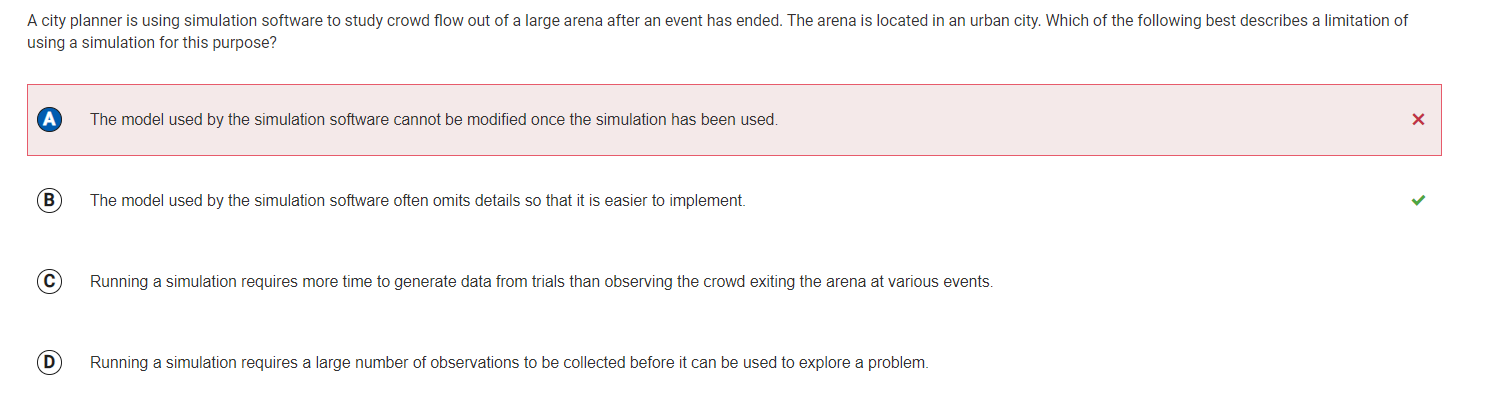 A city planner is using simulation software to study crowd flow out of a large arena after an event has ended. The arena is located in an urban city. Which of the following best describes a limitation of
using a simulation for this purpose?
A The model used by the simulation software cannot be modified once the simulation has been used.
B The model used by the simulation software often omits details so that it is easier to implement.
C Running a simulation requires more time to generate data from trials than observing the crowd exiting the arena at various events.
D Running a simulation requires a large number of observations to be collected before it can be used to explore a problem.